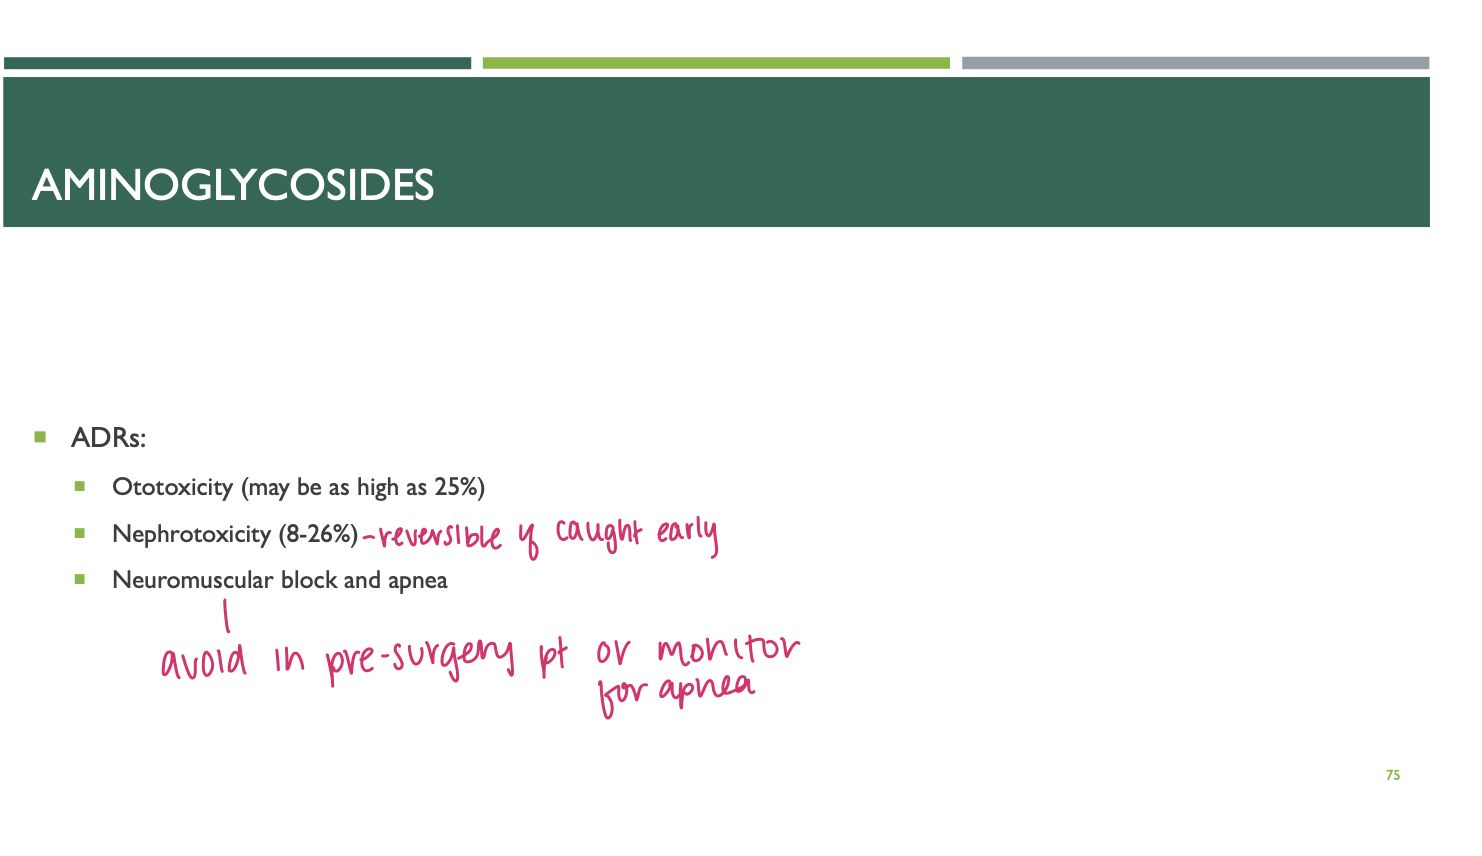 AMINOGLYCOSIDES
ADRs:
Ototoxicity (may be as high as 25%)
Nephrotoxicity (8-26%) - reversible if caught early
Neuromuscular block and apnea
avoid in pre-surgery pt or monitor
for apnea
75